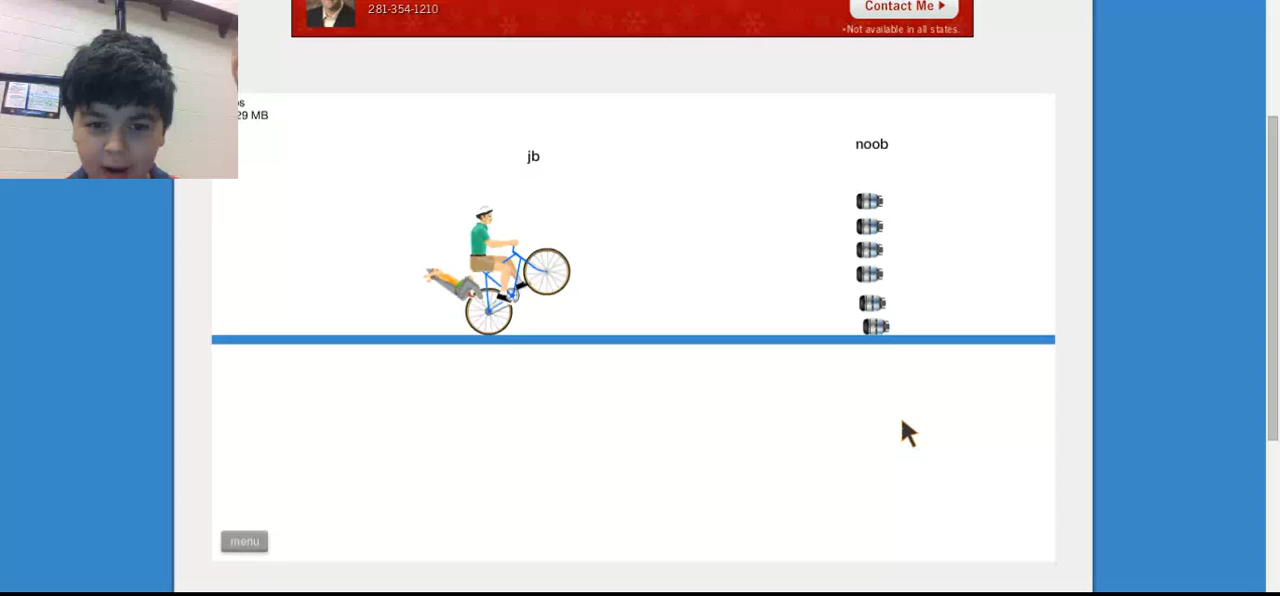 281-354-1210
Contact Me
•Not available in all states.
29 MB
jb
noob
menu